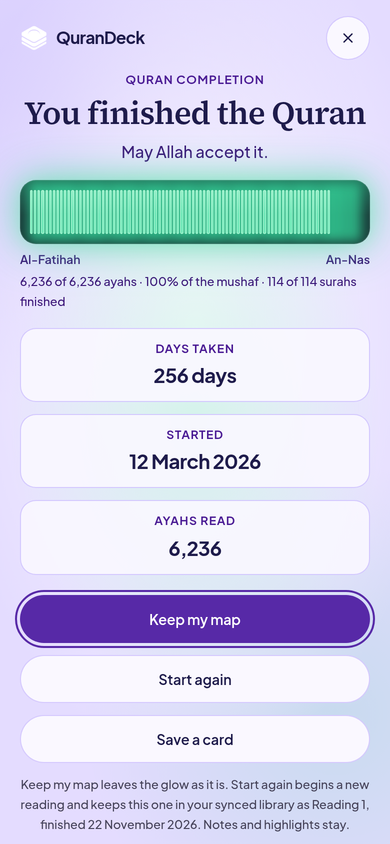 QuranDeck
QURAN COMPLETION
You finished the Quran
May Allah accept it.
Al-Fatihah An-Nas
6,236 of 6,236 ayahs · 100% of the mushaf · 114 of 114 surahs
finished
DAYS TAKEN
256 days
STARTED
12 March 2026
AYAHS READ
6,236
Keep my map
Start again
Save a card
Keep my map leaves the glow as it is. Start again begins a new
reading and keeps this one in your synced library as Reading 1,
finished 22 November 2026. Notes and highlights stay.